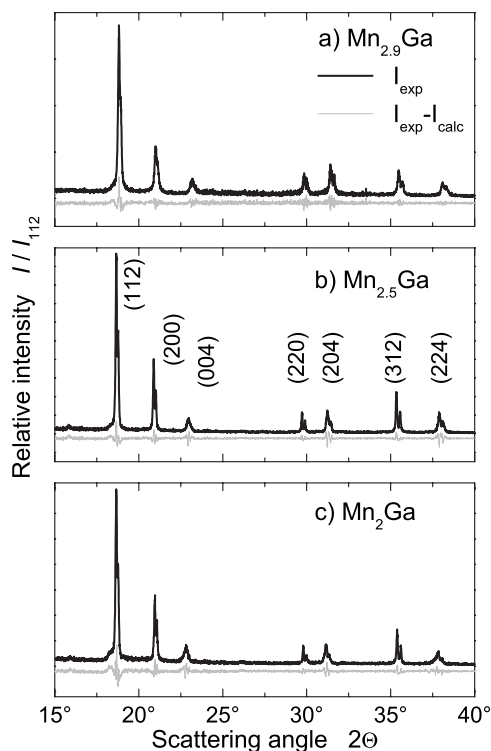 a) Mn2.9Ga
Iexp
Iexp-Icalc
b) Mn2.5Ga
(112)
(200)
(004)
(220)
(204)
(312)
(224)
c) Mn2Ga
Relative intensity I / I112
15° 20° 25° 30° 35° 40°
Scattering angle 2Θ